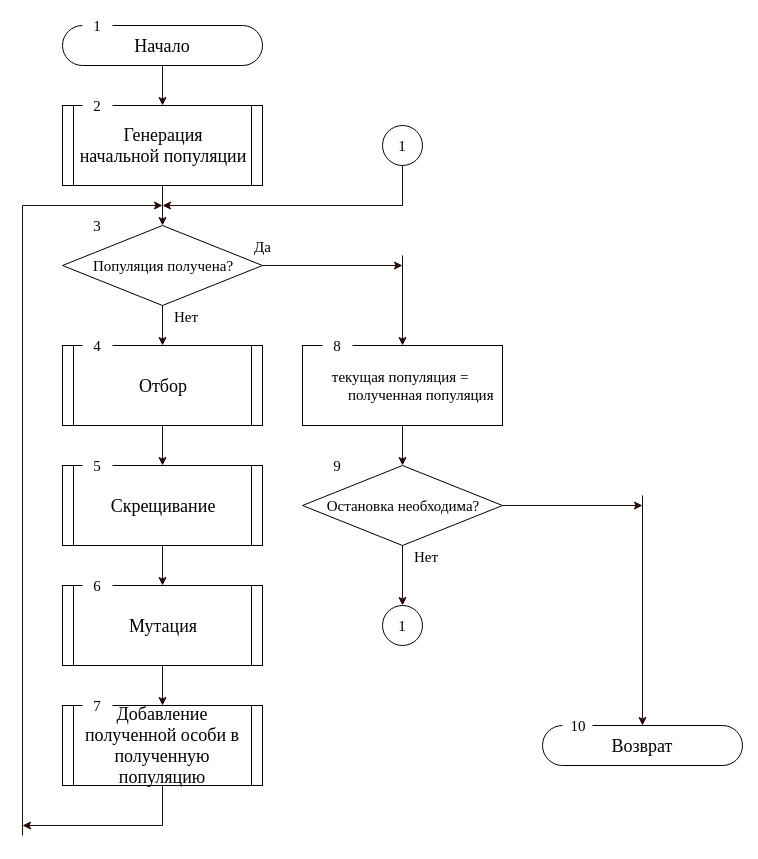 1
Начало
2
Генерация
начальной популяции
1
3
Популяция получена?
Да
Нет
4
Отбор
5
Скрещивание
6
Мутация
7
Добавление
полученной особи в
полученную
популяцию
8
текущая популяция =
полученная популяция
9
Остановка необходима?
Нет
1
10
Возврат